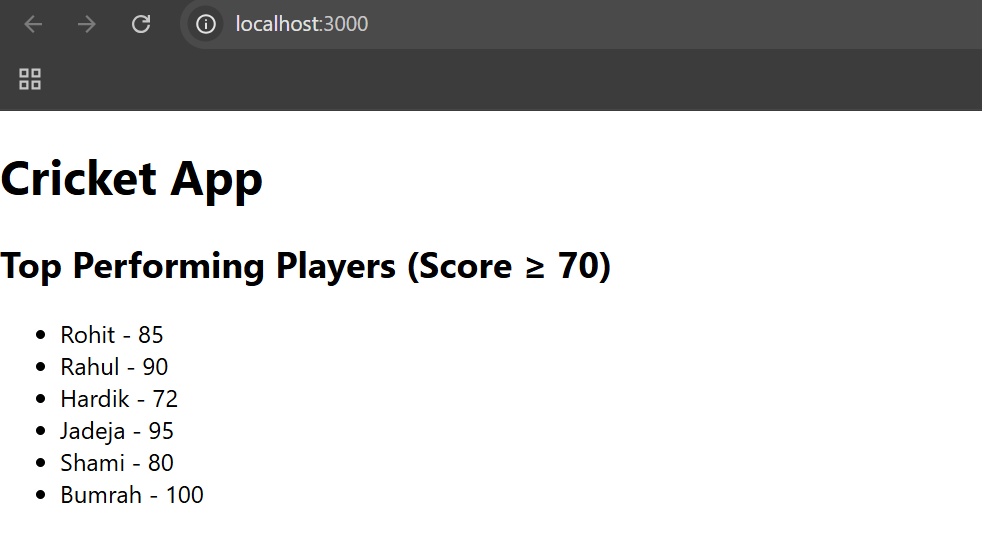 localhost:3000
Cricket App
Top Performing Players (Score ≥ 70)
• Rohit - 85
• Rahul - 90
• Hardik - 72
• Jadeja - 95
• Shami - 80
• Bumrah - 100